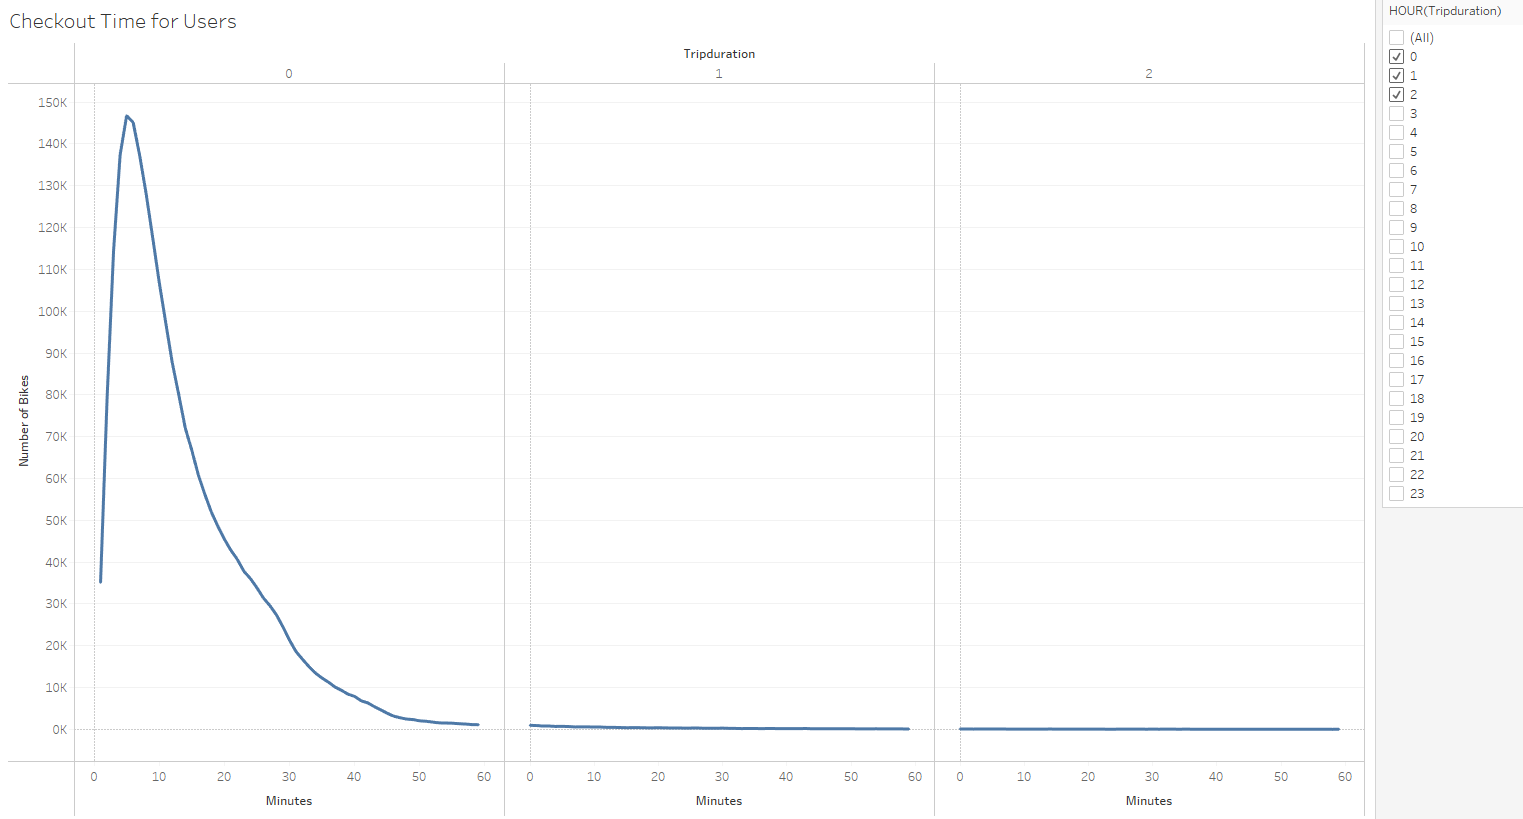 Checkout Time for Users
Tripduration
0 1 2
150K
140K
130K
120K
110K
100K
90K
80K
70K
60K
50K
40K
30K
20K
10K
0K
Number of Bikes
0 10 20 30 40 50 60 0 10 20 30 40 50 60 0 10 20 30 40 50 60
Minutes Minutes Minutes
HOUR(Tripduration)
(All)
0
1
2
3
4
5
6
7
8
9
10
11
12
13
14
15
16
17
18
19
20
21
22
23